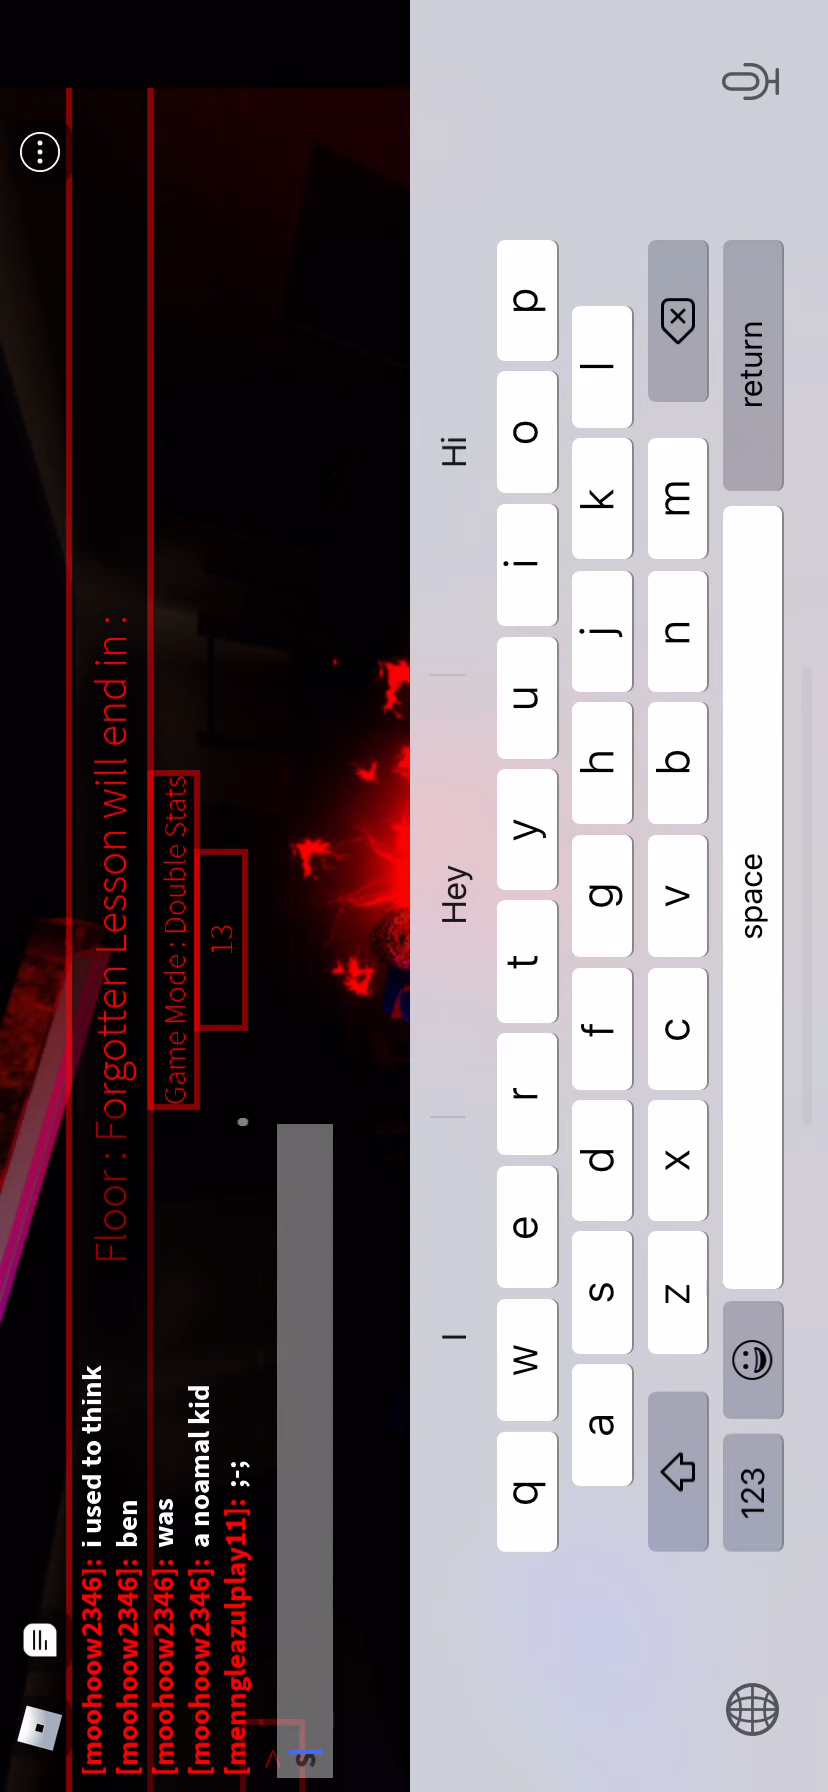 Floor : Forgotten Lesson will end in :
Game Mode : Double Stats
13
[moohoow2346]: i used to think
[moohoow2346]: ben
[moohoow2346]: was
[moohoow2346]: a noamal kid
[menngleazulplay11]: ;-;
s
I Hey Hi
q w e r t y u i o p
a s d f g h j k l
z x c v b n m
123 space return